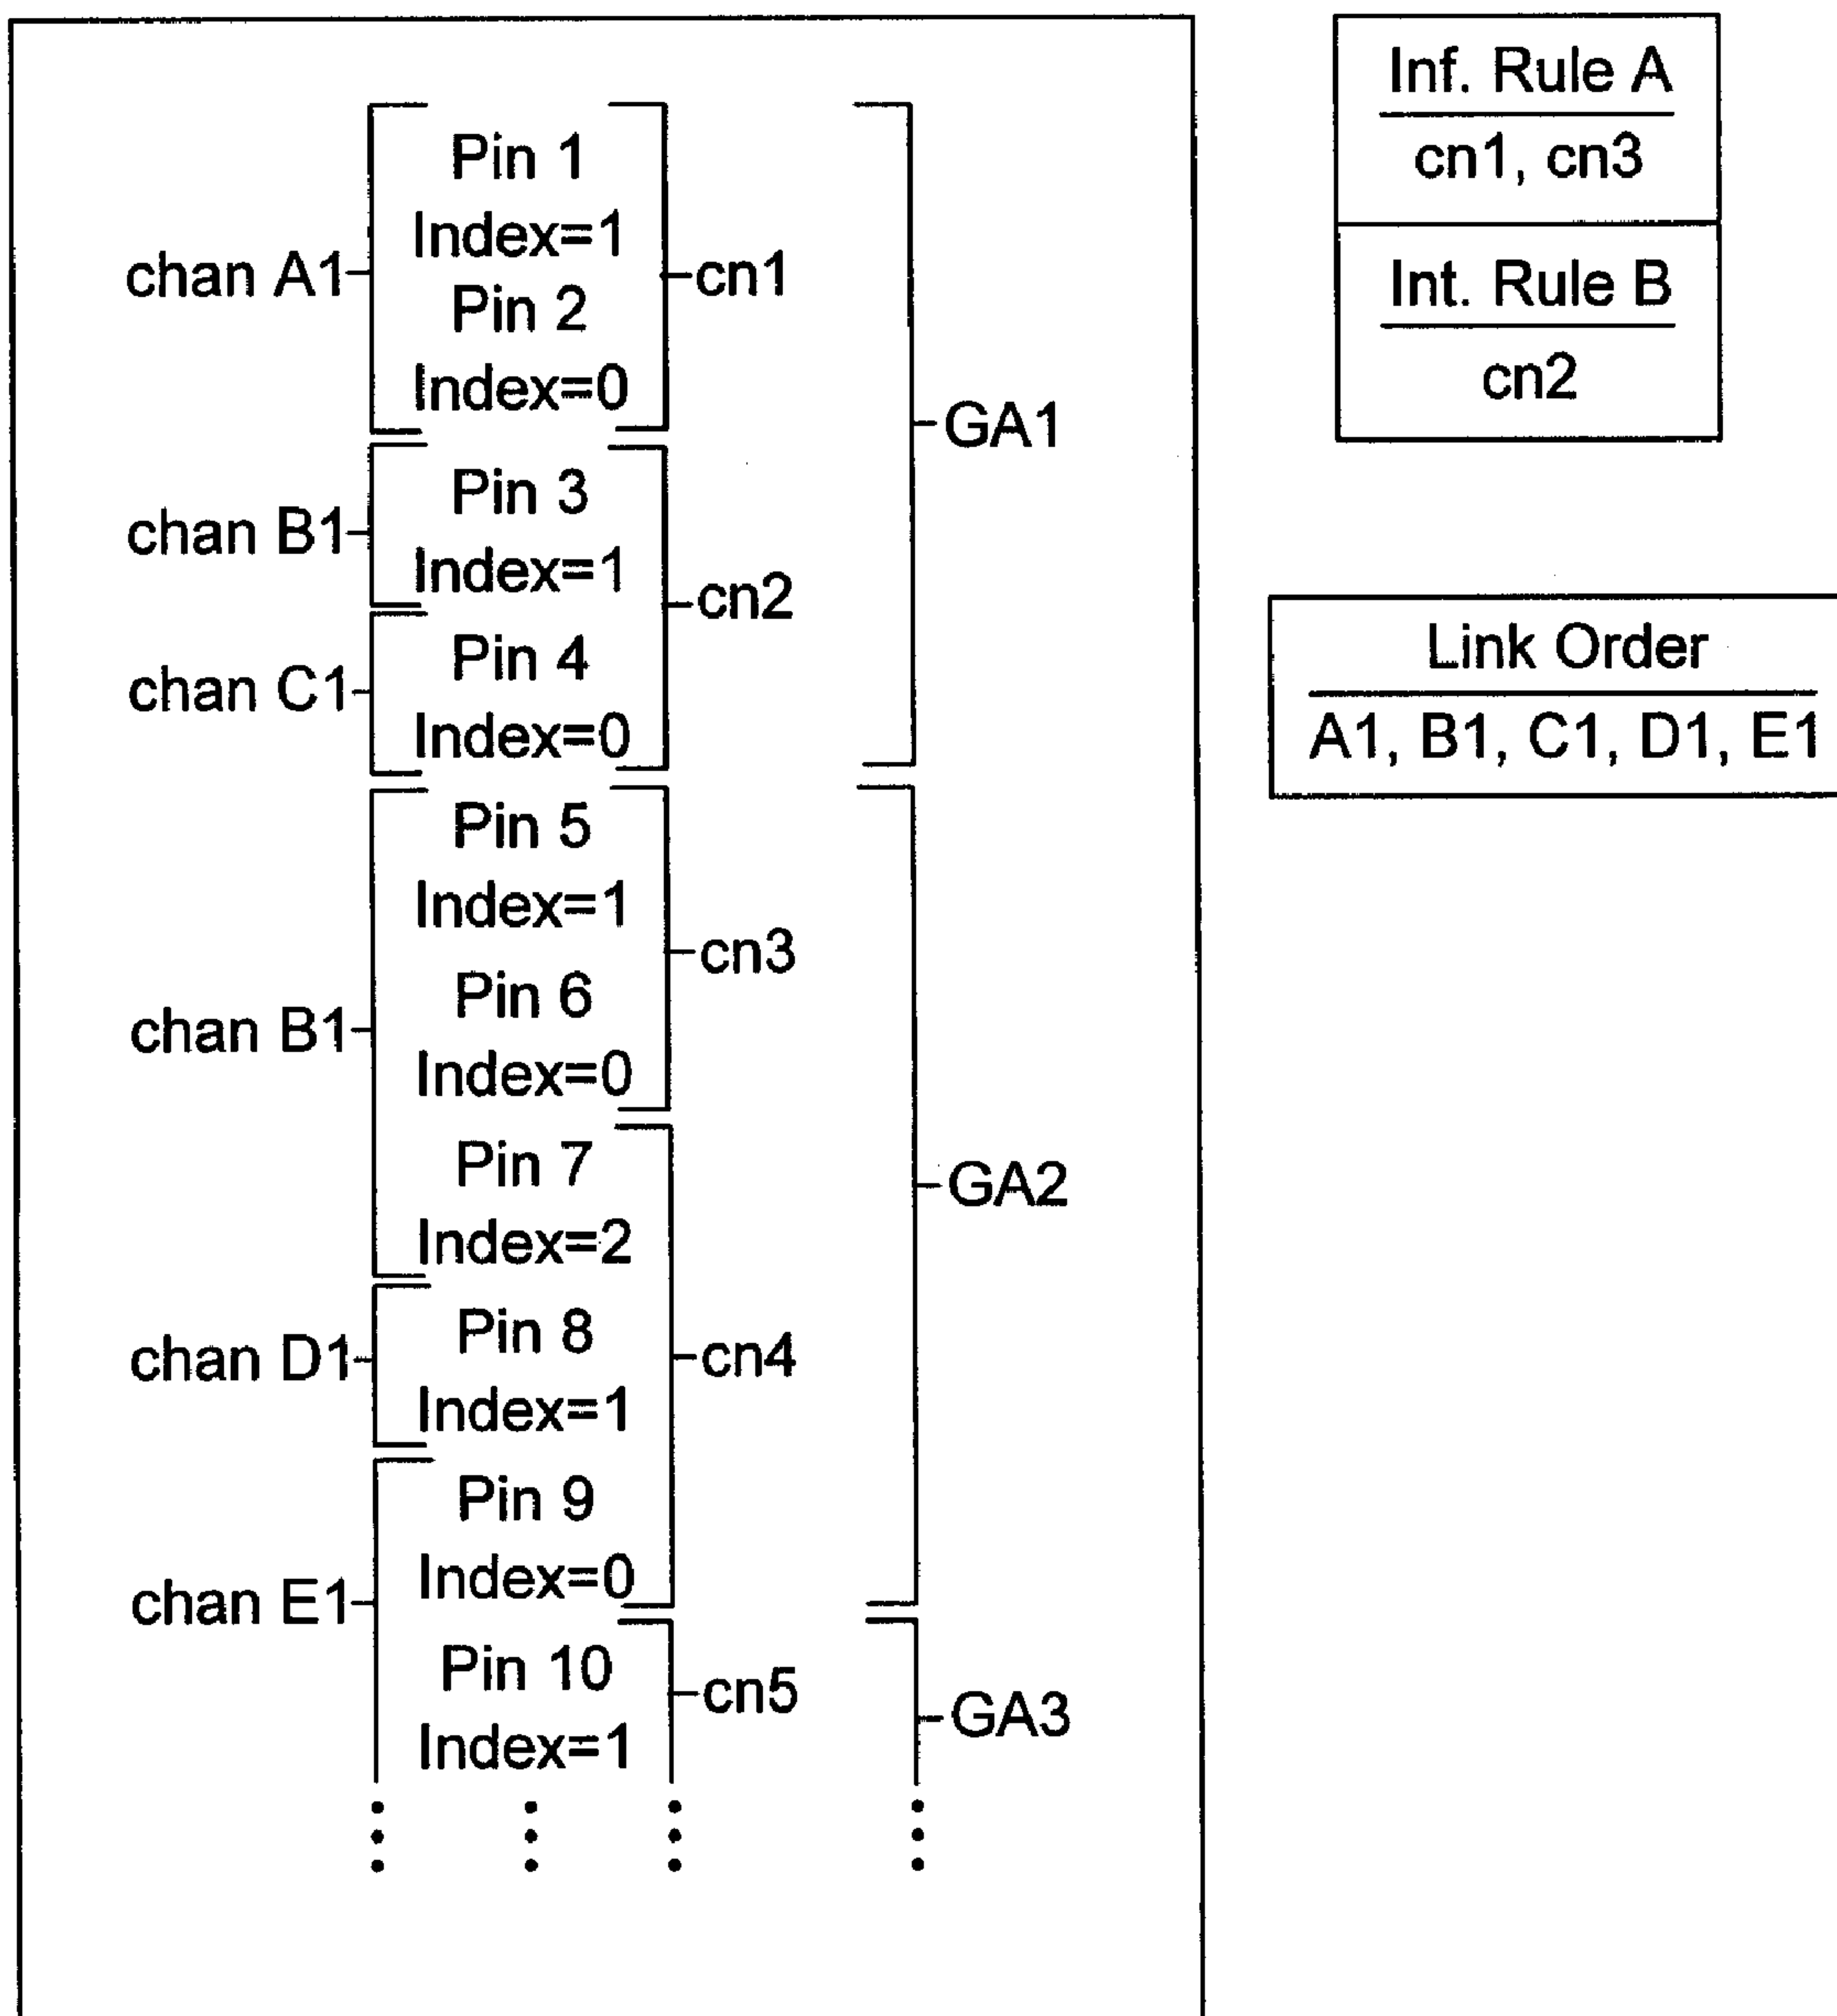 Pin 1
Index=1
chan A1
cn1
Pin 2
Index=0
GA1
Pin 3
chan B1
Index=1
cn2
Pin 4
chan C1
Index=0
Pin 5
Index=1
cn3
Pin 6
chan B1
Index=0
Pin 7
GA2
Index=2
Pin 8
chan D1
cn4
Index=1
Pin 9
Index=0
chan E1
Pin 10
cn5
GA3
Index=1
Inf. Rule A
cn1, cn3
Int. Rule B
cn2
Link Order
A1, B1, C1, D1, E1